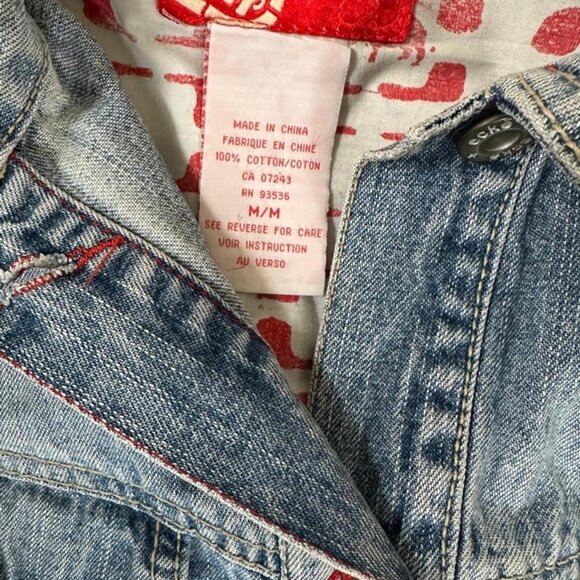 MADE IN CHINA
FABRIQUE EN CHINE
100% COTTON/COTON
CA 07243
RN 93536
M/M
SEE REVERSE FOR CARE
VOIR INSTRUCTION
AU VERSO